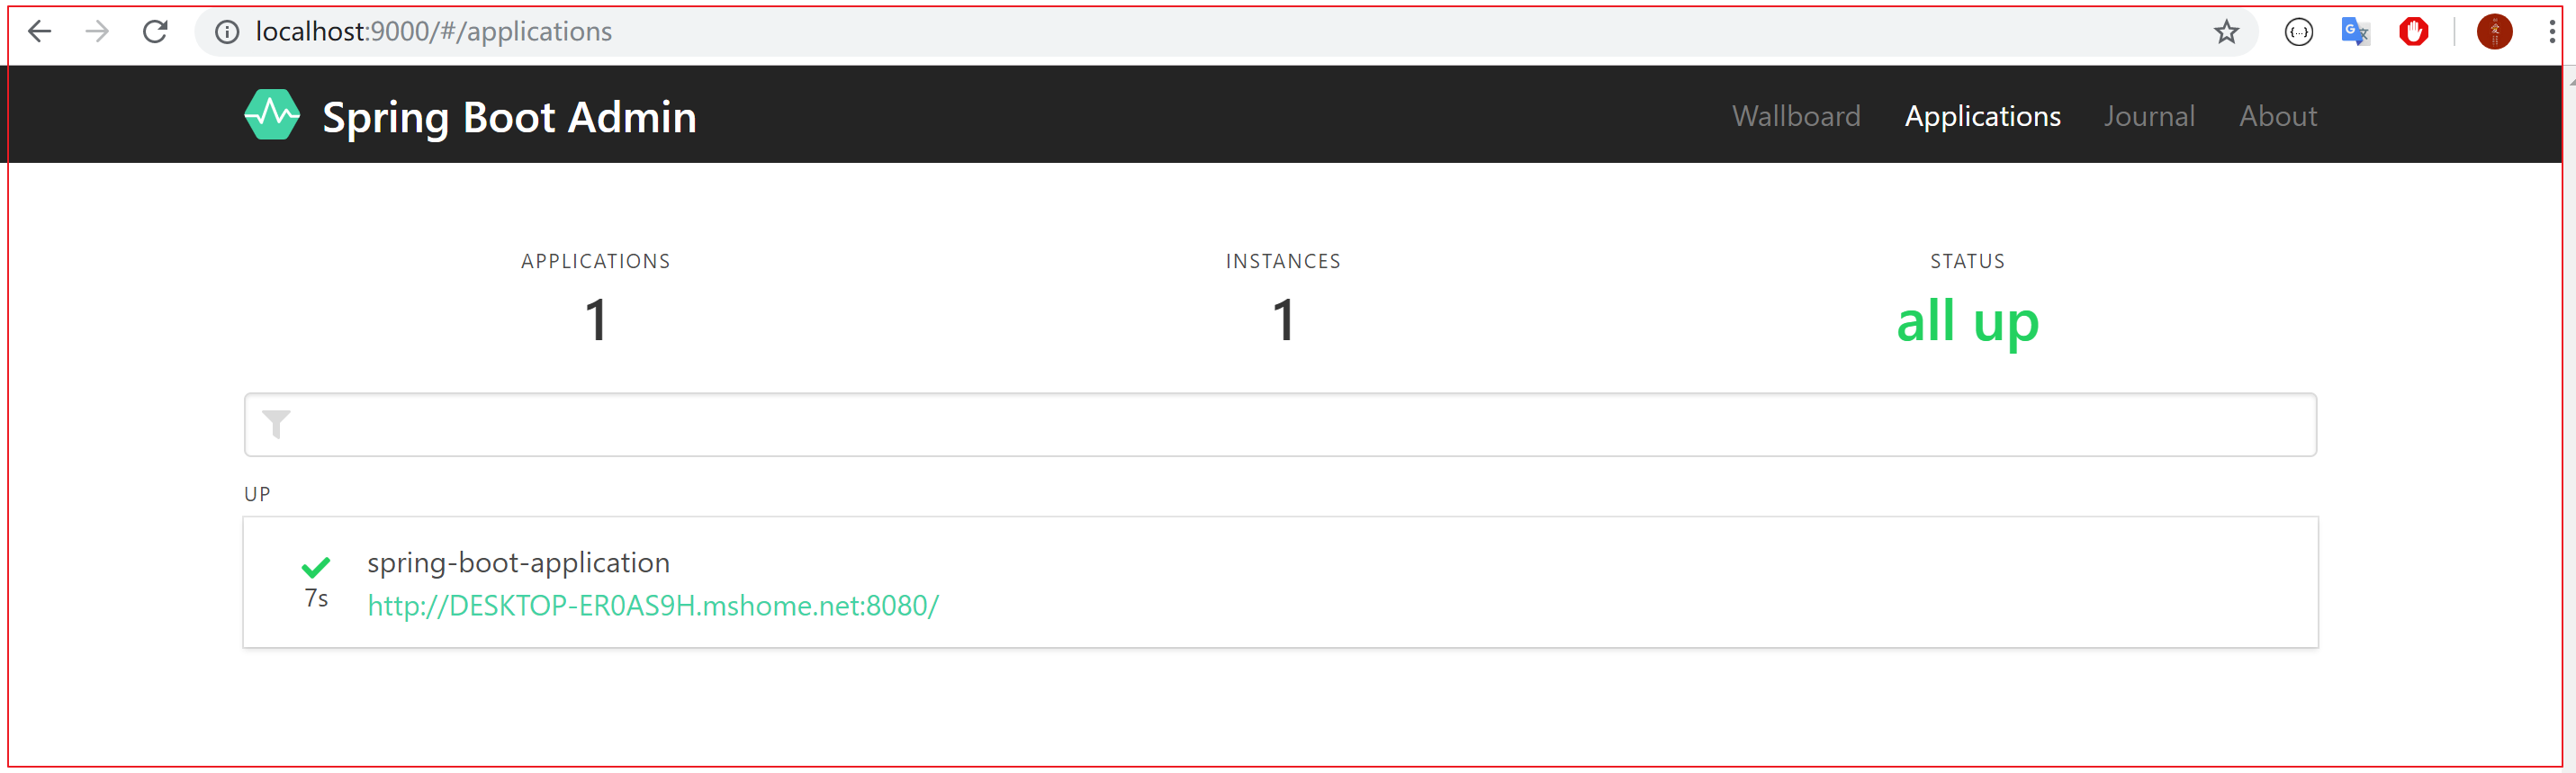 localhost:9000/#/applications
Spring Boot Admin
Wallboard Applications Journal About
APPLICATIONS INSTANCES STATUS
1 1 all up
UP
spring-boot-application
7s
http://DESKTOP-ER0AS9H.mshome.net:8080/